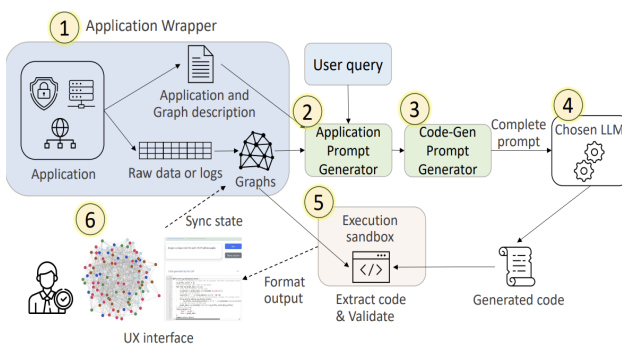 1
Application Wrapper
Application
Application and
Graph description
Raw data or logs
Graphs
User query
2
Application
Prompt
Generator
3
Code-Gen
Prompt
Generator
Complete
prompt
4
Chosen LLM
5
Execution
sandbox
</>
Extract code
& Validate
Generated code
6
Sync state
Format
output
UX interface